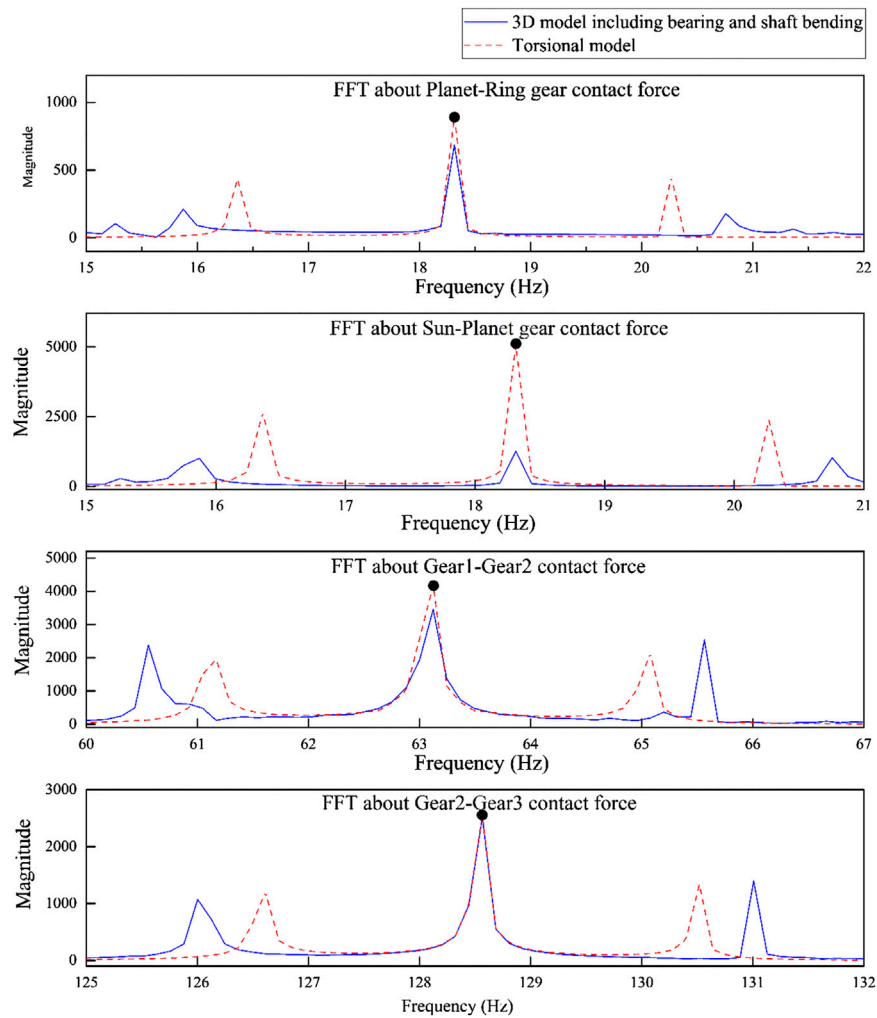 3D model including bearing and shaft bending
Torsional model
FFT about Planet-Ring gear contact force
Magnitude
1000
500
0
15 16 17 18 19 20 21 22
Frequency (Hz)
FFT about Sun-Planet gear contact force
Magnitude
5000
2500
0
15 16 17 18 19 20 21
Frequency (Hz)
FFT about Gear1-Gear2 contact force
Magnitude
5000
4000
3000
2000
1000
0
60 61 62 63 64 65 66 67
Frequency (Hz)
FFT about Gear2-Gear3 contact force
Magnitude
3000
2000
1000
0
125 126 127 128 129 130 131 132
Frequency (Hz)